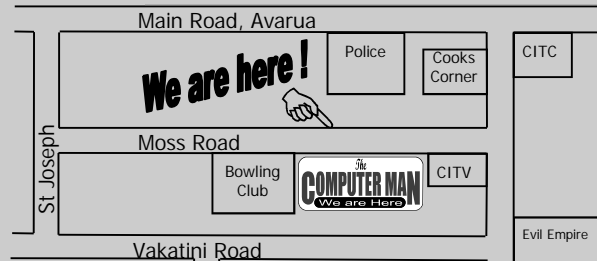 Main Road, Avarua
We are here !
Police
Cooks
Corner
CITC
St Joseph
Moss Road
Bowling
Club
The
COMPUTER MAN
We are Here
CITV
Evil Empire
Vakatini Road